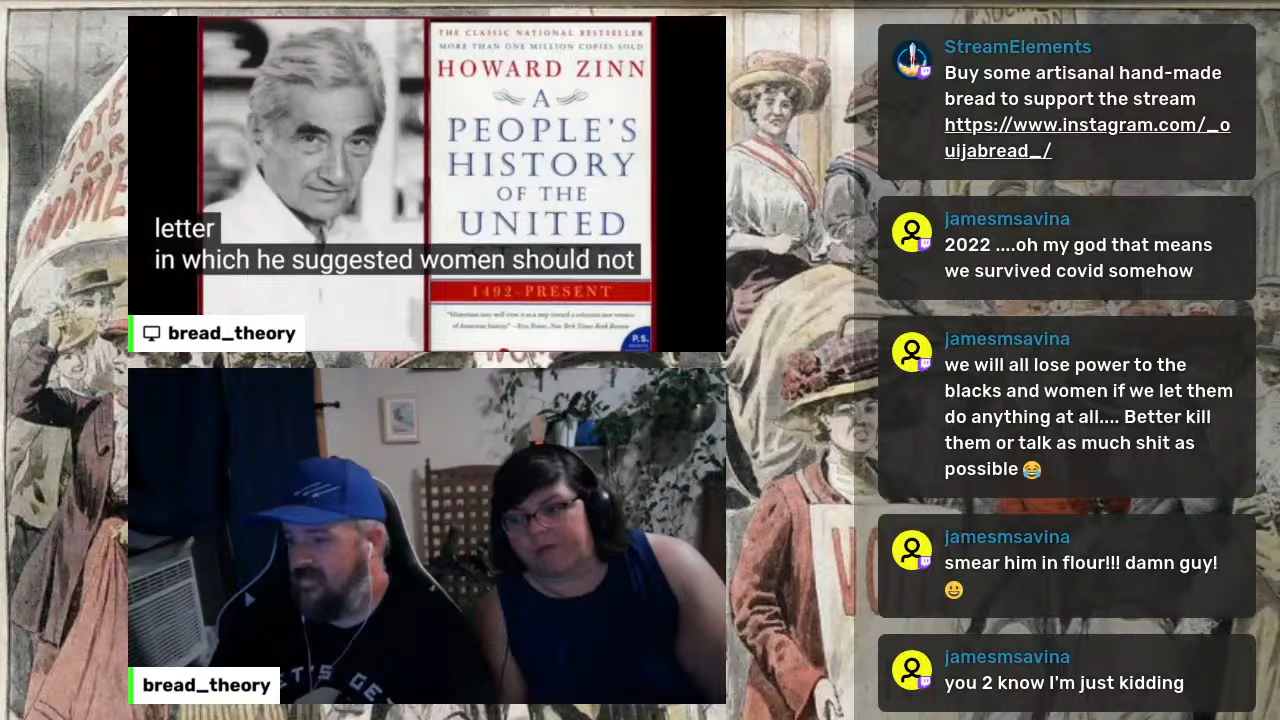 THE CLASSIC NATIONAL BESTSELLER
MORE THAN ONE MILLION COPIES SOLD
HOWARD ZINN
A
PEOPLE'S
HISTORY
OF THE
UNITED
letter
in which he suggested women should not
1492–PRESENT
P.S.
bread_theory
bread_theory
VOTE
FOR
WOMEN
StreamElements
Buy some artisanal hand-made
bread to support the stream
https://www.instagram.com/_o
uijabread_/
jamesmsavina
2022 ....oh my god that means
we survived covid somehow
jamesmsavina
we will all lose power to the
blacks and women if we let them
do anything at all.... Better kill
them or talk as much shit as
possible 😂
jamesmsavina
smear him in flour!!! damn guy!
😀
jamesmsavina
you 2 know I'm just kidding